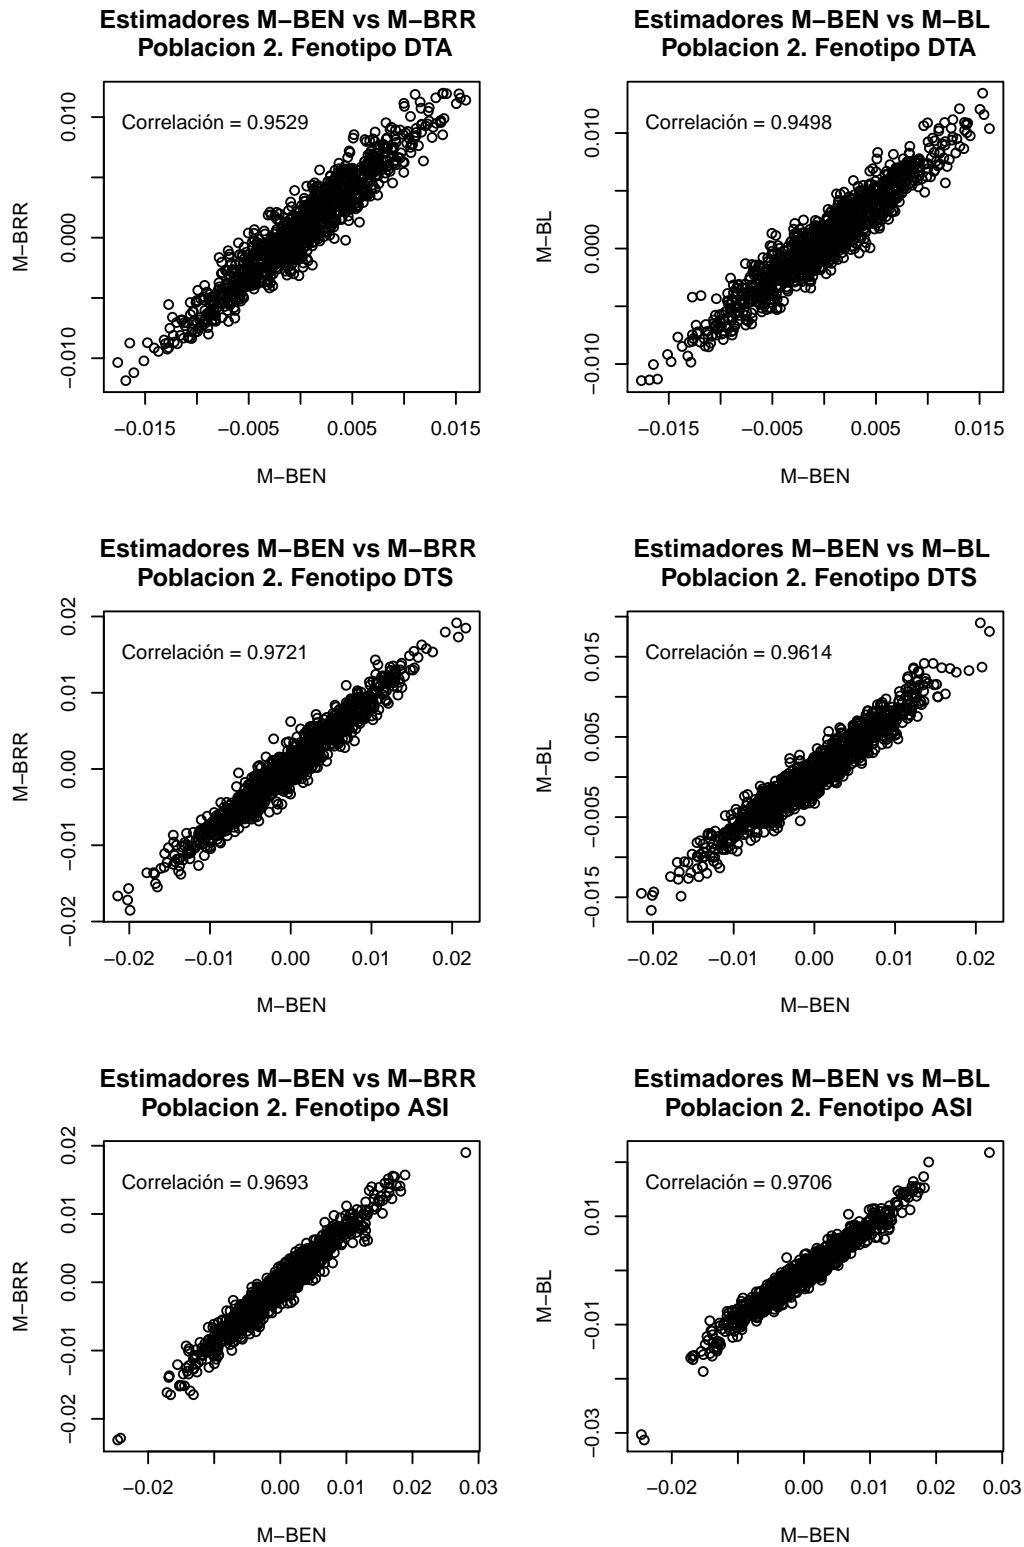 Estimadores M−BEN vs M−BRR
Poblacion 2. Fenotipo DTA
Correlación = 0.9529
0.010
0.000
−0.010
M−BRR
−0.015 −0.005 0.005 0.015
M−BEN
Estimadores M−BEN vs M−BL
Poblacion 2. Fenotipo DTA
Correlación = 0.9498
0.010
0.000
−0.010
M−BL
−0.015 −0.005 0.005 0.015
M−BEN
Estimadores M−BEN vs M−BRR
Poblacion 2. Fenotipo DTS
Correlación = 0.9721
0.02
0.01
0.00
−0.01
−0.02
M−BRR
−0.02 −0.01 0.00 0.01 0.02
M−BEN
Estimadores M−BEN vs M−BL
Poblacion 2. Fenotipo DTS
Correlación = 0.9614
0.015
0.005
−0.005
−0.015
M−BL
−0.02 −0.01 0.00 0.01 0.02
M−BEN
Estimadores M−BEN vs M−BRR
Poblacion 2. Fenotipo ASI
Correlación = 0.9693
0.02
0.01
0.00
−0.01
−0.02
M−BRR
−0.02 0.00 0.01 0.02 0.03
M−BEN
Estimadores M−BEN vs M−BL
Poblacion 2. Fenotipo ASI
Correlación = 0.9706
0.01
−0.01
−0.03
M−BL
−0.02 0.00 0.01 0.02 0.03
M−BEN